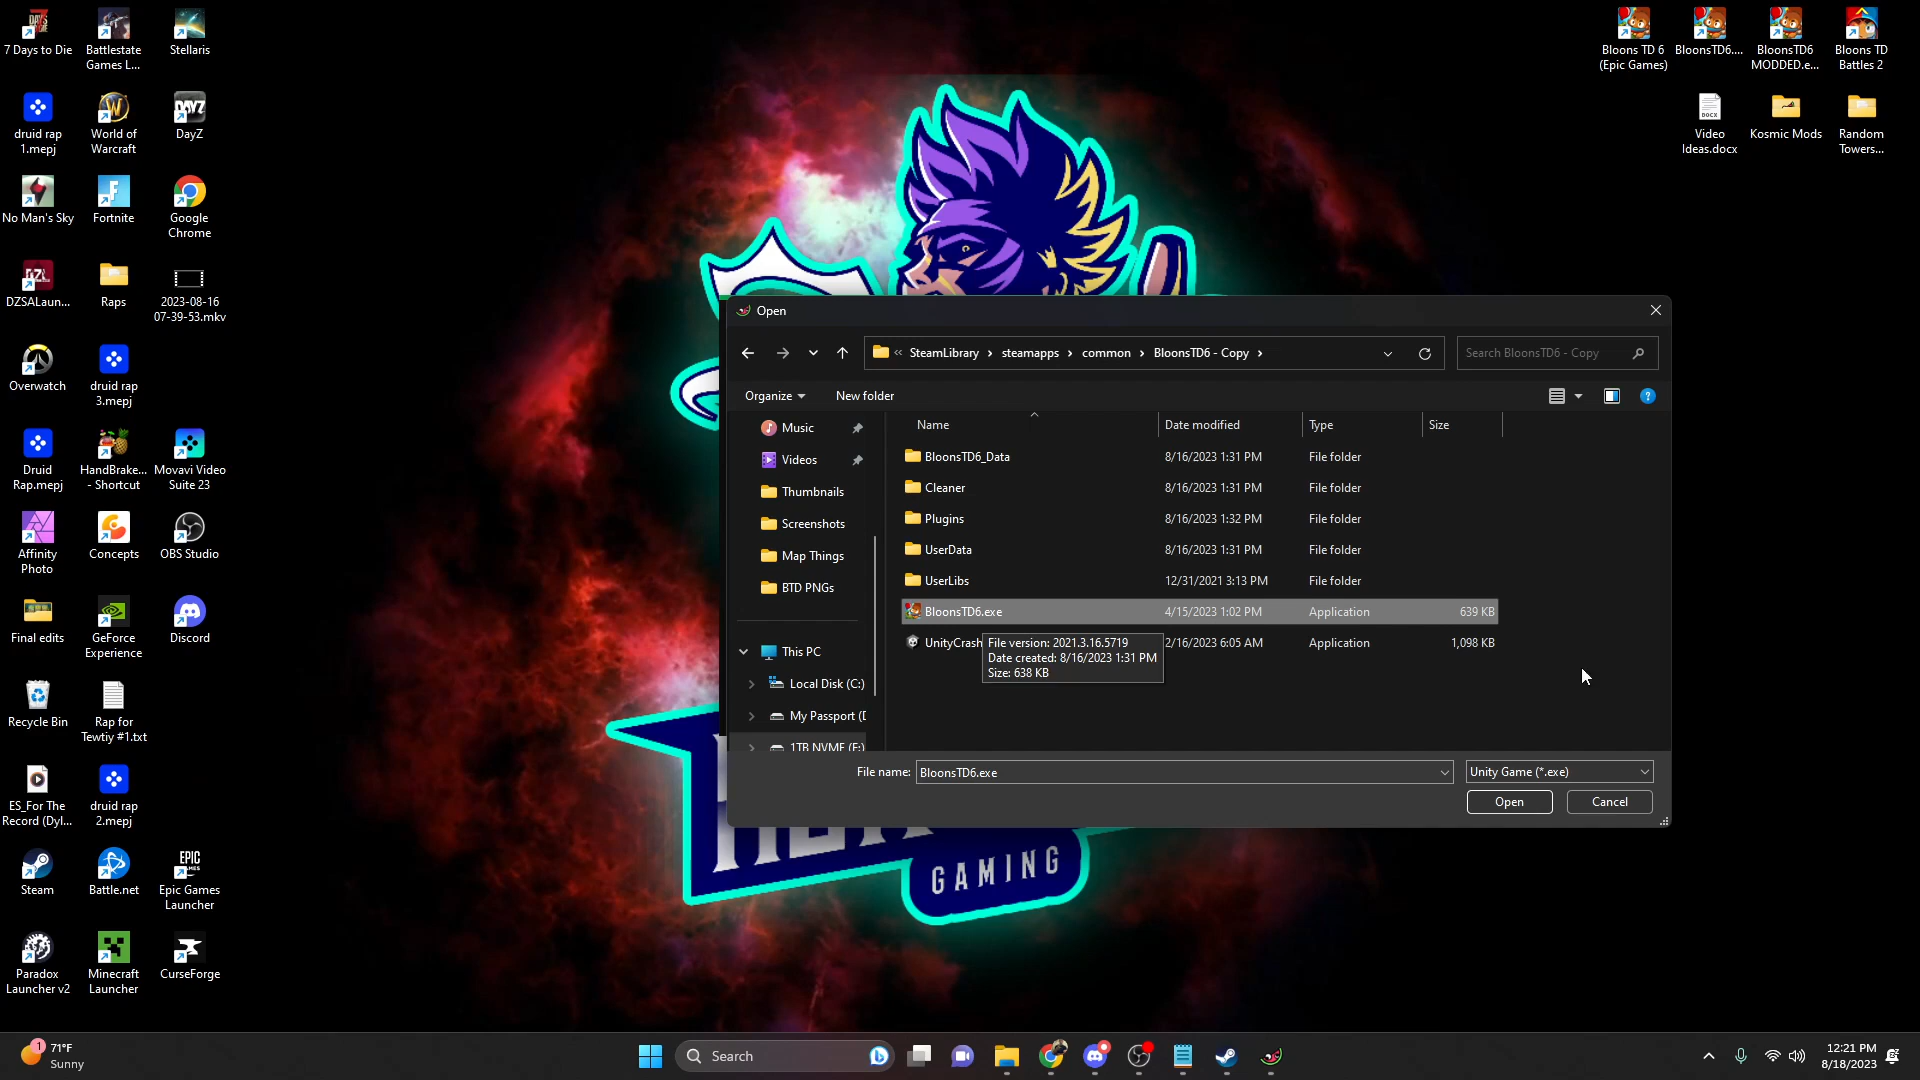 7 Days to Die
Battlestate
Games L...
Stellaris
druid rap
1.mepj
World of
Warcraft
DayZ
No Man's Sky
Fortnite
Google
Chrome
DZSALaun...
Raps
2023-08-16
07-39-53.mkv
Overwatch
druid rap
3.mepj
Druid
Rap.mepj
HandBrake...
- Shortcut
Movavi Video
Suite 23
Affinity
Photo
Concepts
OBS Studio
Final edits
GeForce
Experience
Discord
Recycle Bin
Rap for
Tewtiy #1.txt
ES_For The
Record (Dyl...
druid rap
2.mepj
Steam
Battle.net
Epic Games
Launcher
Paradox
Launcher v2
Minecraft
Launcher
CurseForge
Bloons TD 6
(Epic Games)
BloonsTD6....
BloonsTD6
MODDED.e...
Bloons TD
Battles 2
Video
Ideas.docx
Kosmic Mods
Random
Towers...
Open
« SteamLibrary › steamapps › common › BloonsTD6 - Copy ›
Search BloonsTD6 - Copy
Organize
New folder
Music
Videos
Thumbnails
Screenshots
Map Things
BTD PNGs
This PC
Local Disk (C:)
My Passport (D
1TB NVME (F:)
Name Date modified Type Size
BloonsTD6_Data 8/16/2023 1:31 PM File folder
Cleaner 8/16/2023 1:31 PM File folder
Plugins 8/16/2023 1:32 PM File folder
UserData 8/16/2023 1:31 PM File folder
UserLibs 12/31/2021 3:13 PM File folder
BloonsTD6.exe 4/15/2023 1:02 PM Application 639 KB
UnityCrash 2/16/2023 6:05 AM Application 1,098 KB
File version: 2021.3.16.5719
Date created: 8/16/2023 1:31 PM
Size: 638 KB
File name: BloonsTD6.exe
Unity Game (*.exe)
Open
Cancel
GAMING
71°F
Sunny
Search
12:21 PM
8/18/2023